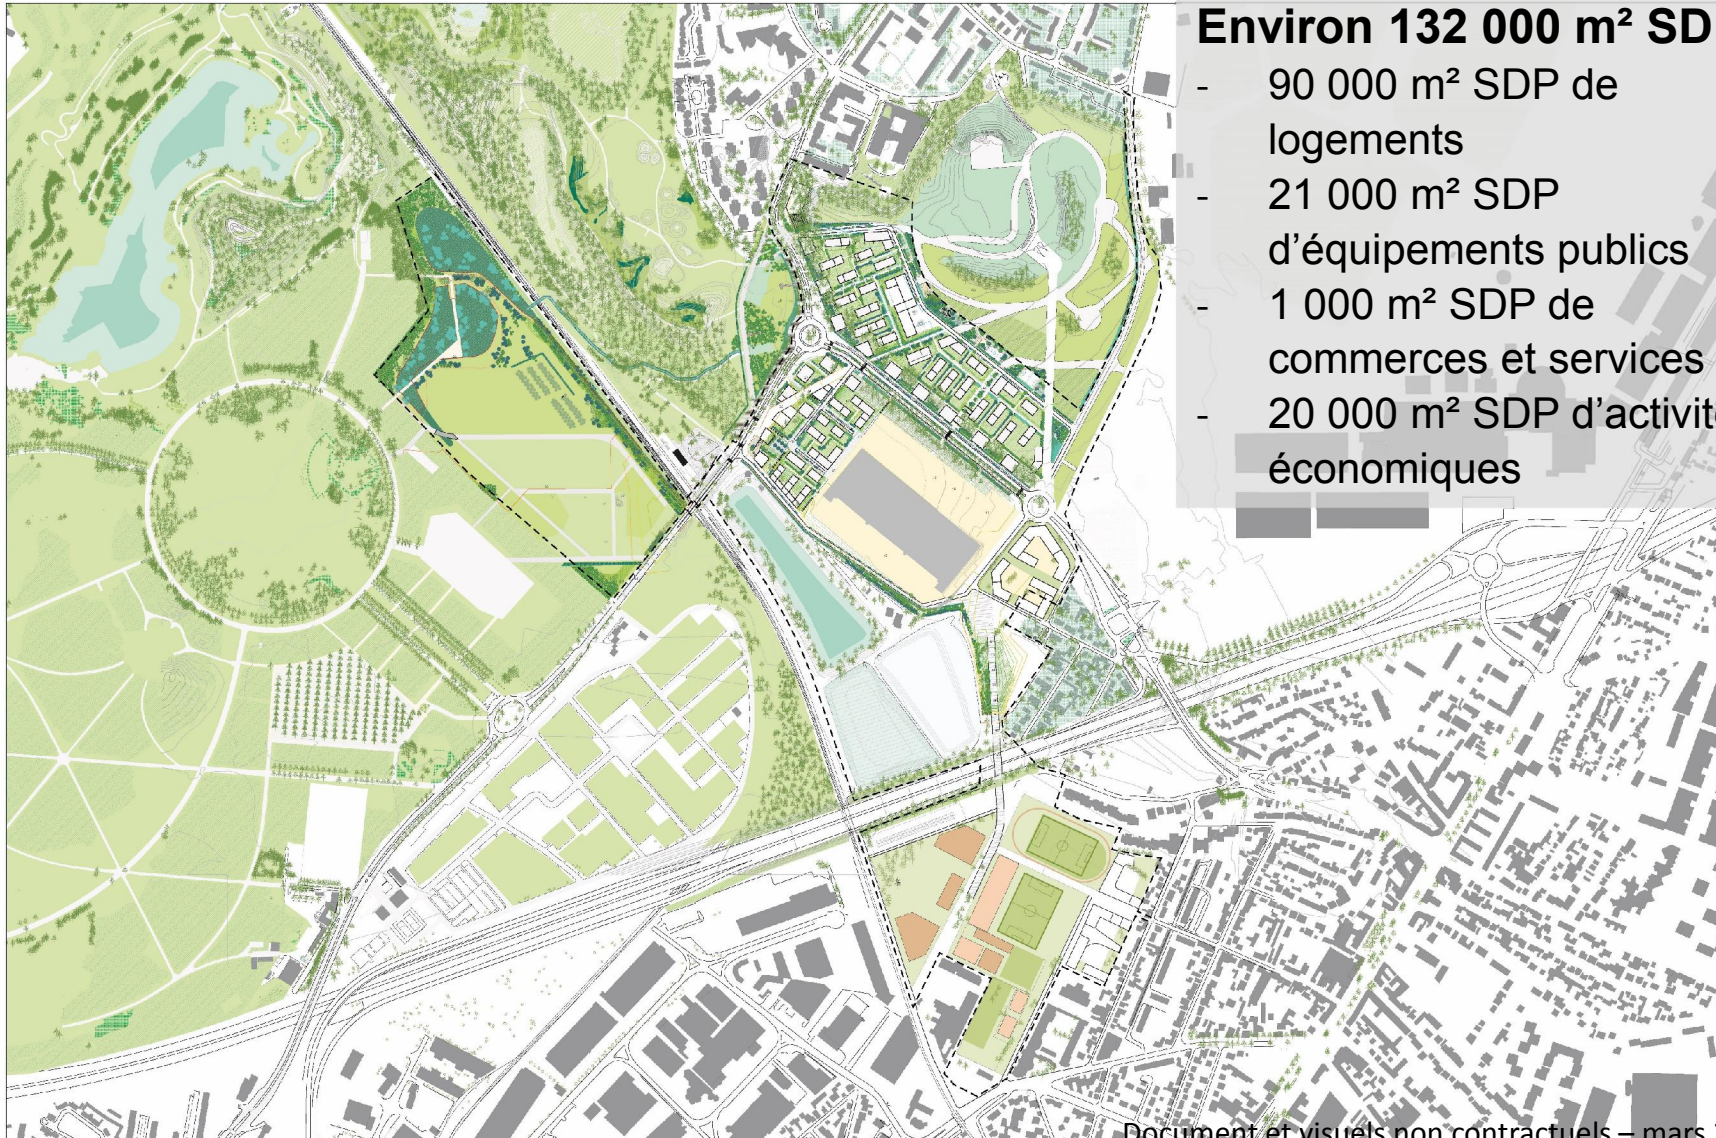 Environ 132 000 m² SD
- 90 000 m² SDP de
logements
- 21 000 m² SDP
d’équipements publics
- 1 000 m² SDP de
commerces et services
- 20 000 m² SDP d’activité
économiques
Document et visuels non contractuels – mars